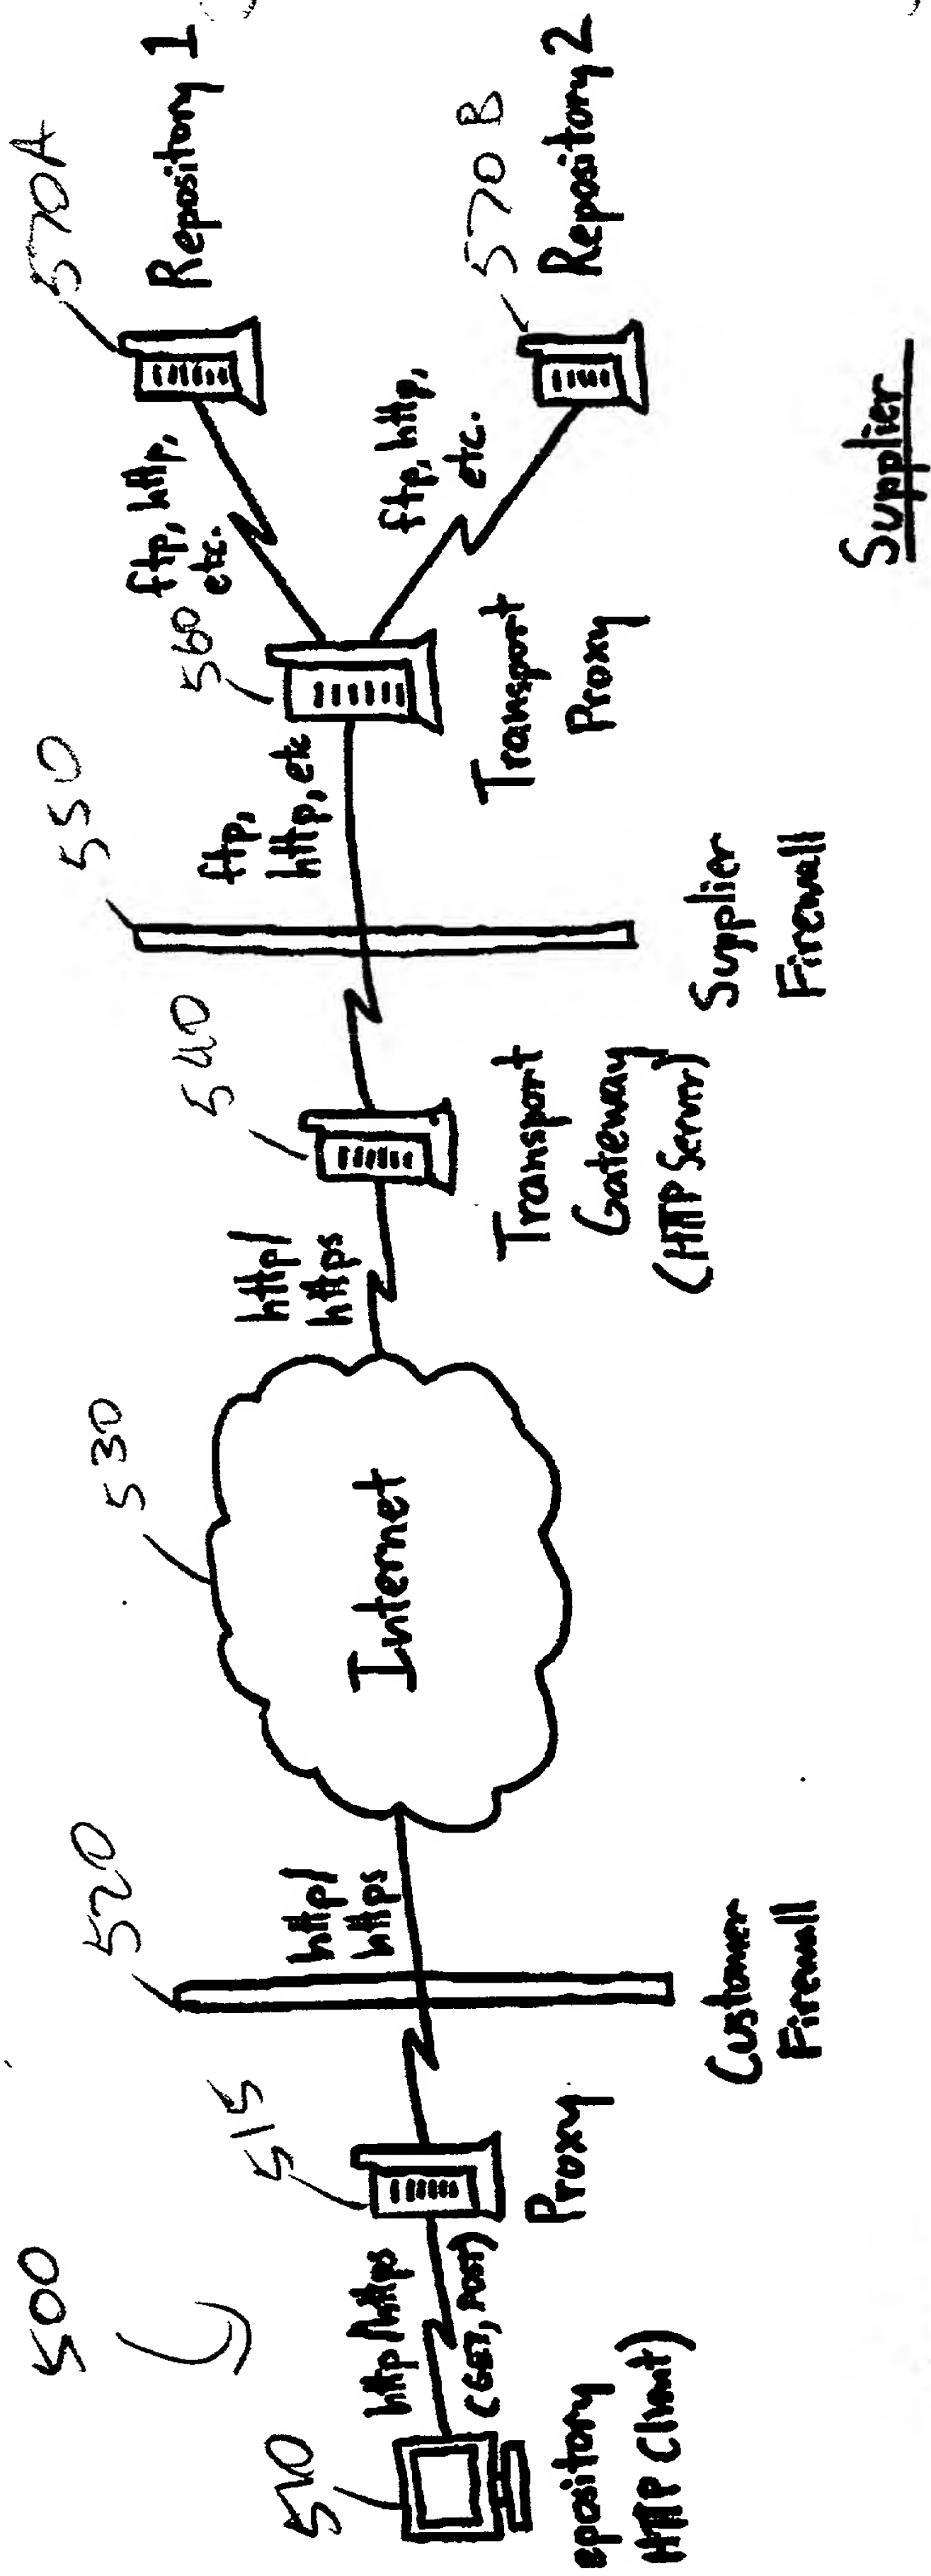 500
510
http/https
(GET, POST)
epository
HTTP Client)
515
Proxy
520
http/
https
Customer
Firewall
530
Internet
http/
https
540
Transport
Gateway
(HTTP Server)
550
Supplier
Firewall
ftp,
http, etc
560
Transport
Proxy
ftp, http,
etc.
570A
Repository 1
ftp, http,
etc.
570B
Repository 2
Supplier